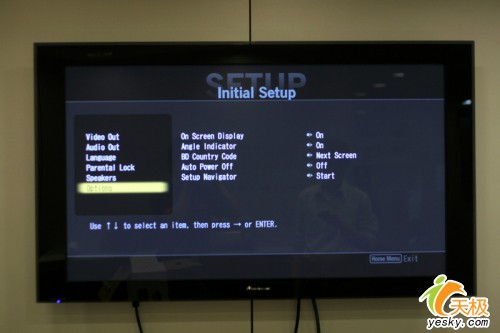 SETUP
Initial Setup
Video Out
Audio Out
Language
Parental Lock
Speakers
Options
On Screen Display ← On
Angle Indicator ← On
BD Country Code ← Next Screen
Auto Power Off ← Off
Setup Navigator ← Start
Use ↑↓ to select an item, then press → or ENTER.
Home Menu Exit
Pioneer
天极
yesky.com